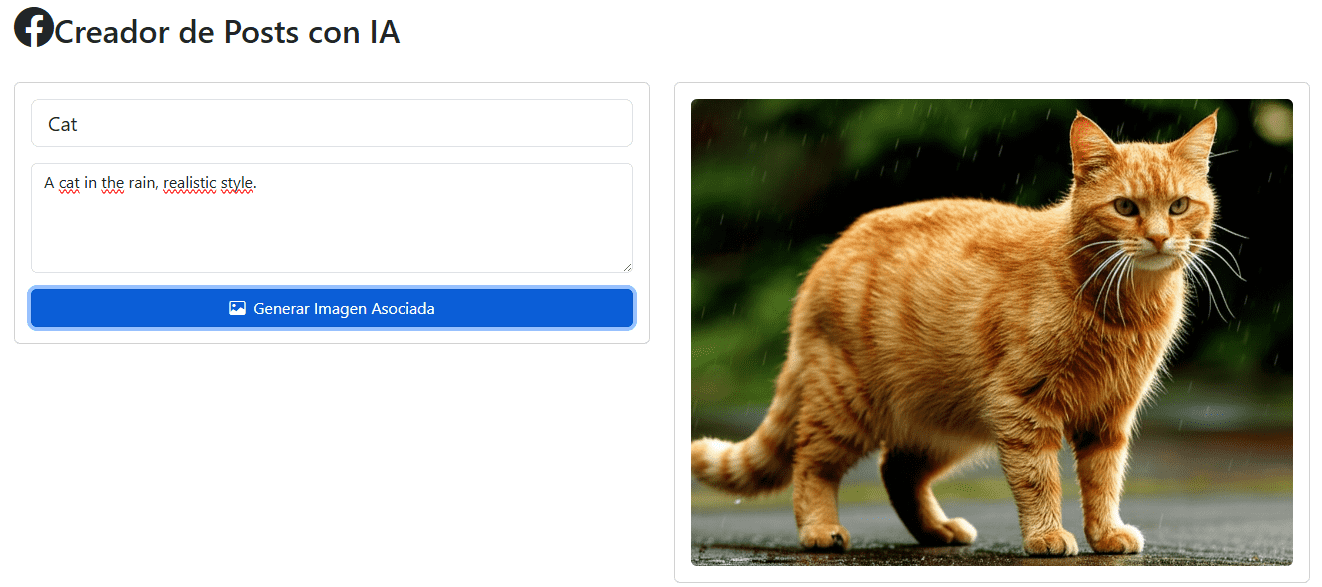 Creador de Posts con IA
Cat
A cat in the rain, realistic style.
Generar Imagen Asociada